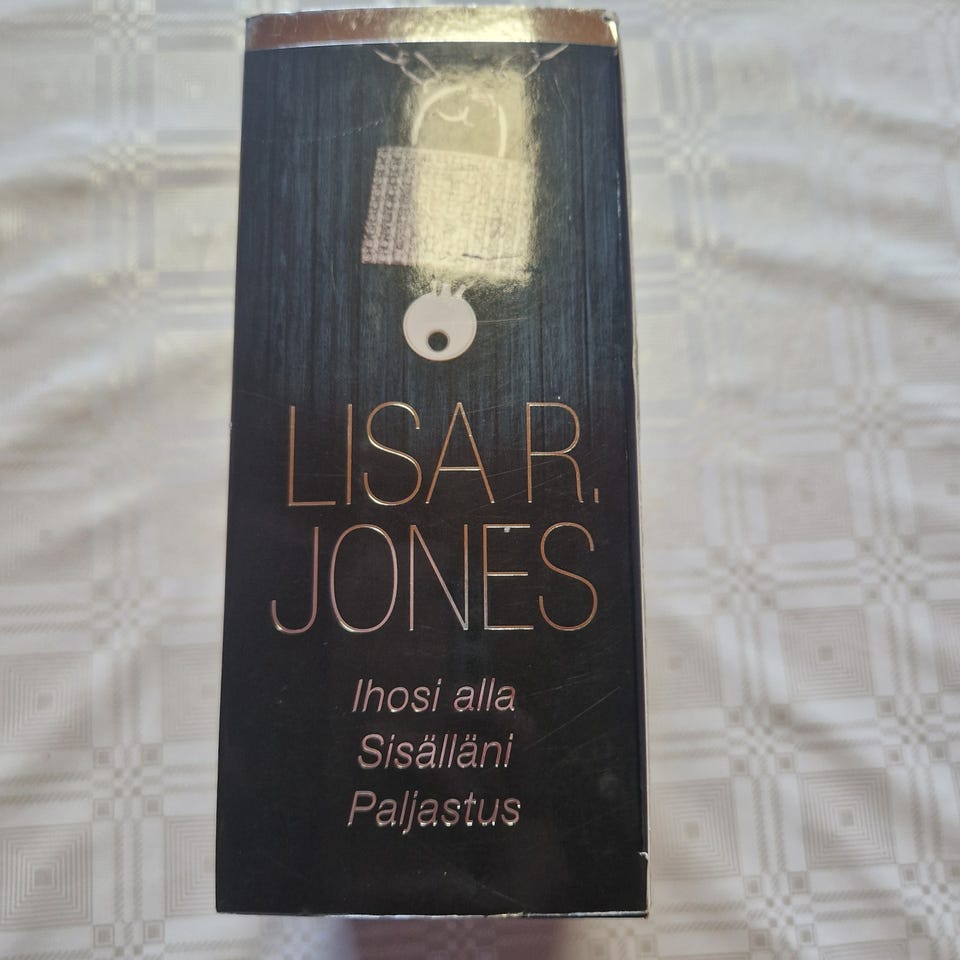 LISA R.
JONES
Ihosi alla
Sisälläni
Paljastus